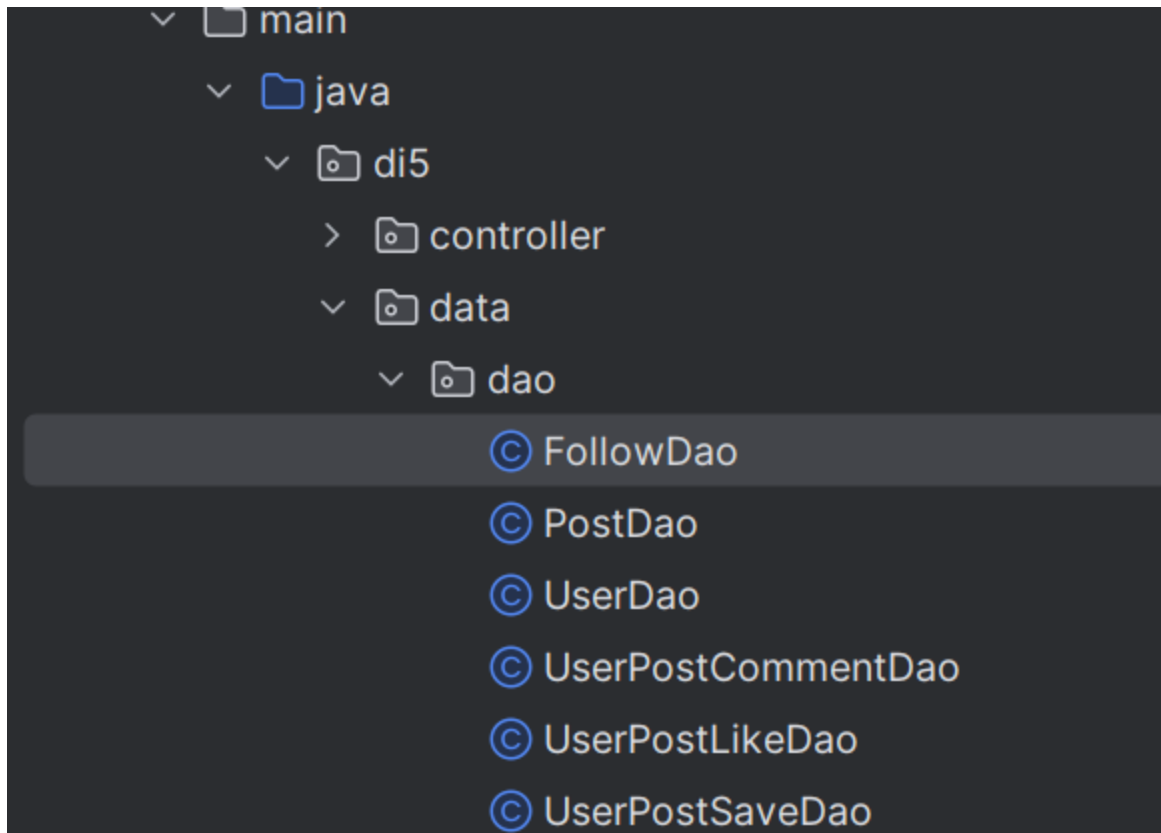 main
java
di5
controller
data
dao
FollowDao
PostDao
UserDao
UserPostCommentDao
UserPostLikeDao
UserPostSaveDao